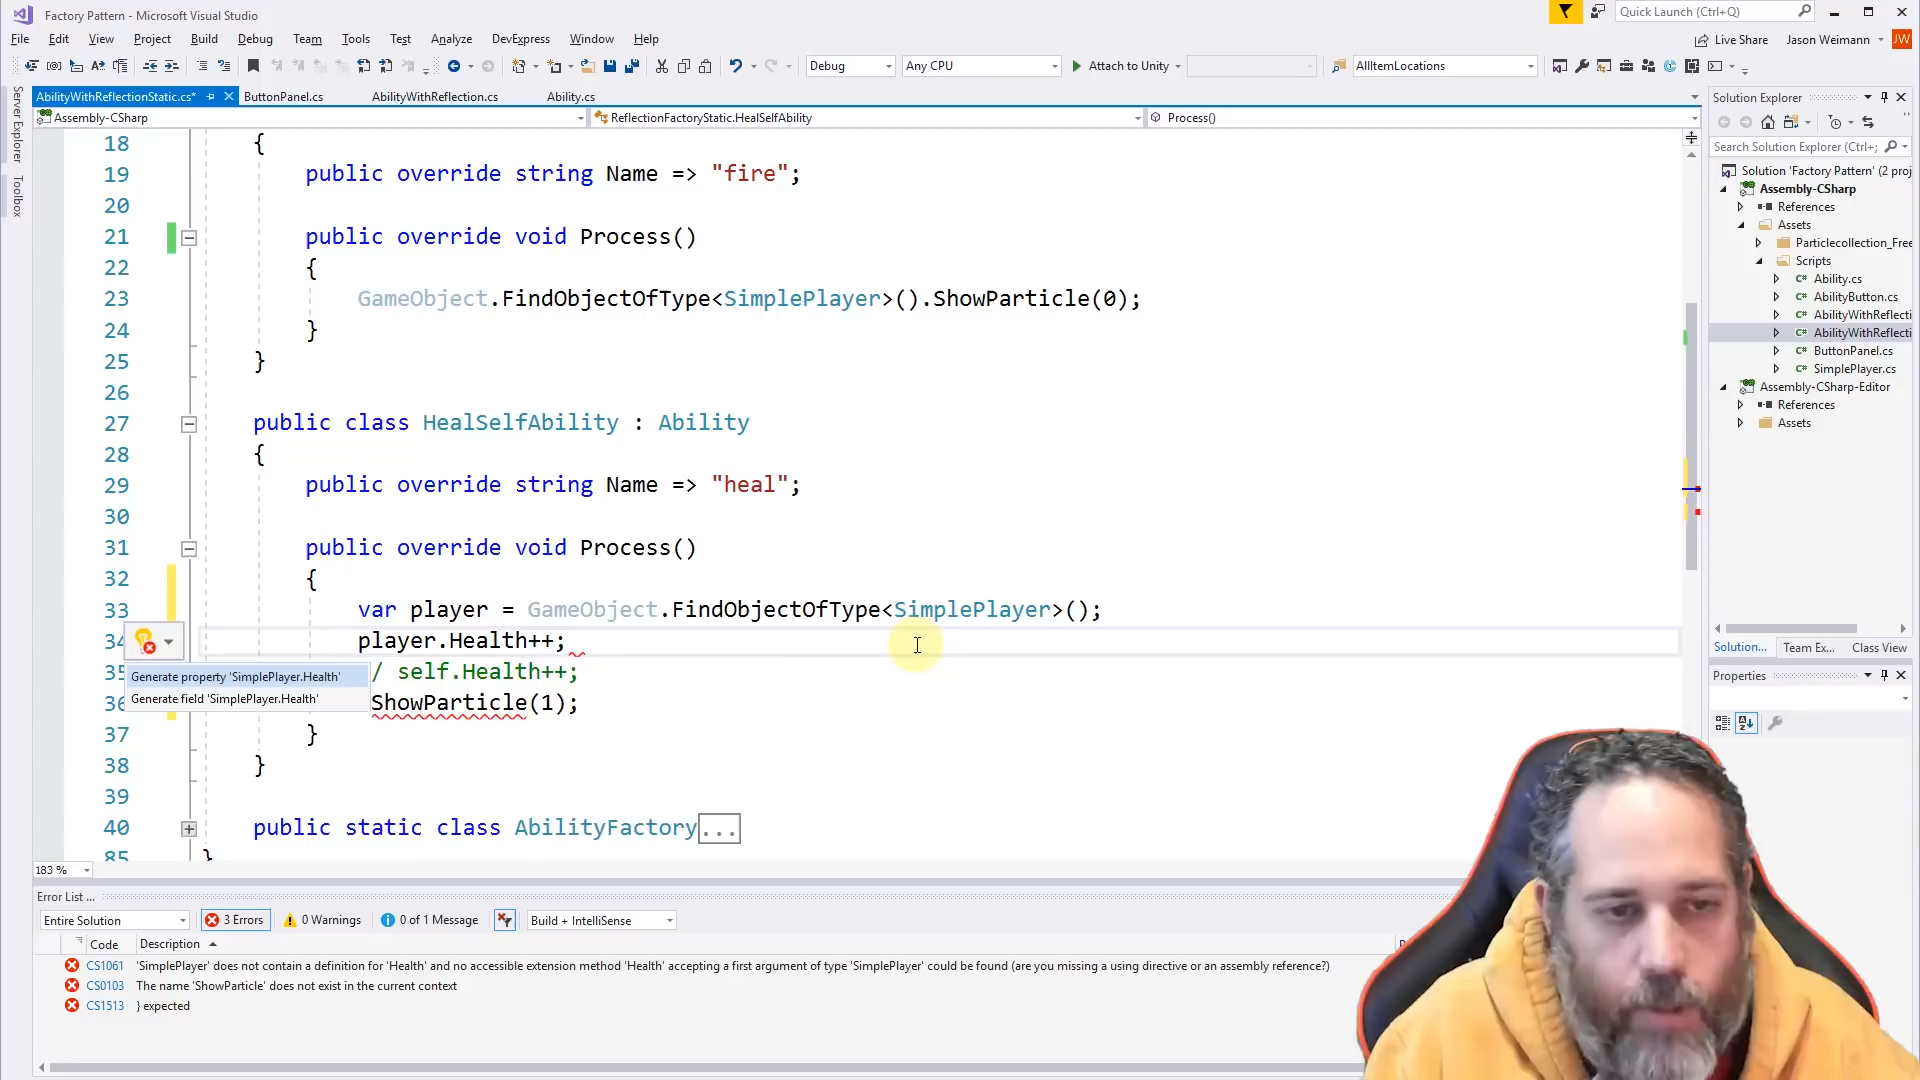 Factory Pattern - Microsoft Visual Studio
Quick Launch (Ctrl+Q)
File Edit View Project Build Debug Team Tools Test Analyze DevExpress Window Help
Live Share Jason Weimann JW
Debug Any CPU Attach to Unity AllItemLocations
AbilityWithReflectionStatic.cs* ButtonPanel.cs AbilityWithReflection.cs Ability.cs
Assembly-CSharp ReflectionFactoryStatic.HealSelfAbility Process()
Server Explorer
Toolbox
18 {
19 public override string Name => "fire";
20
21 public override void Process()
22 {
23 GameObject.FindObjectOfType<SimplePlayer>().ShowParticle(0);
24 }
25 }
26
27 public class HealSelfAbility : Ability
28 {
29 public override string Name => "heal";
30
31 public override void Process()
32 {
33 var player = GameObject.FindObjectOfType<SimplePlayer>();
34 player.Health++;
35 / self.Health++;
36 ShowParticle(1);
37 }
38 }
39
40 public static class AbilityFactory...
85 }
Generate property 'SimplePlayer.Health'
Generate field 'SimplePlayer.Health'
183 %
Error List ...
Entire Solution 3 Errors 0 Warnings 0 of 1 Message Build + IntelliSense
Code Description
CS1061 'SimplePlayer' does not contain a definition for 'Health' and no accessible extension method 'Health' accepting a first argument of type 'SimplePlayer' could be found (are you missing a using directive or an assembly reference?)
CS0103 The name 'ShowParticle' does not exist in the current context
CS1513 } expected
Solution Explorer
Search Solution Explorer (Ctrl+;
Solution 'Factory Pattern' (2 proj
Assembly-CSharp
References
Assets
Particlecollection_Free
Scripts
Ability.cs
AbilityButton.cs
AbilityWithReflecti
AbilityWithReflecti
ButtonPanel.cs
SimplePlayer.cs
Assembly-CSharp-Editor
References
Assets
Solution... Team Ex... Class View
Properties